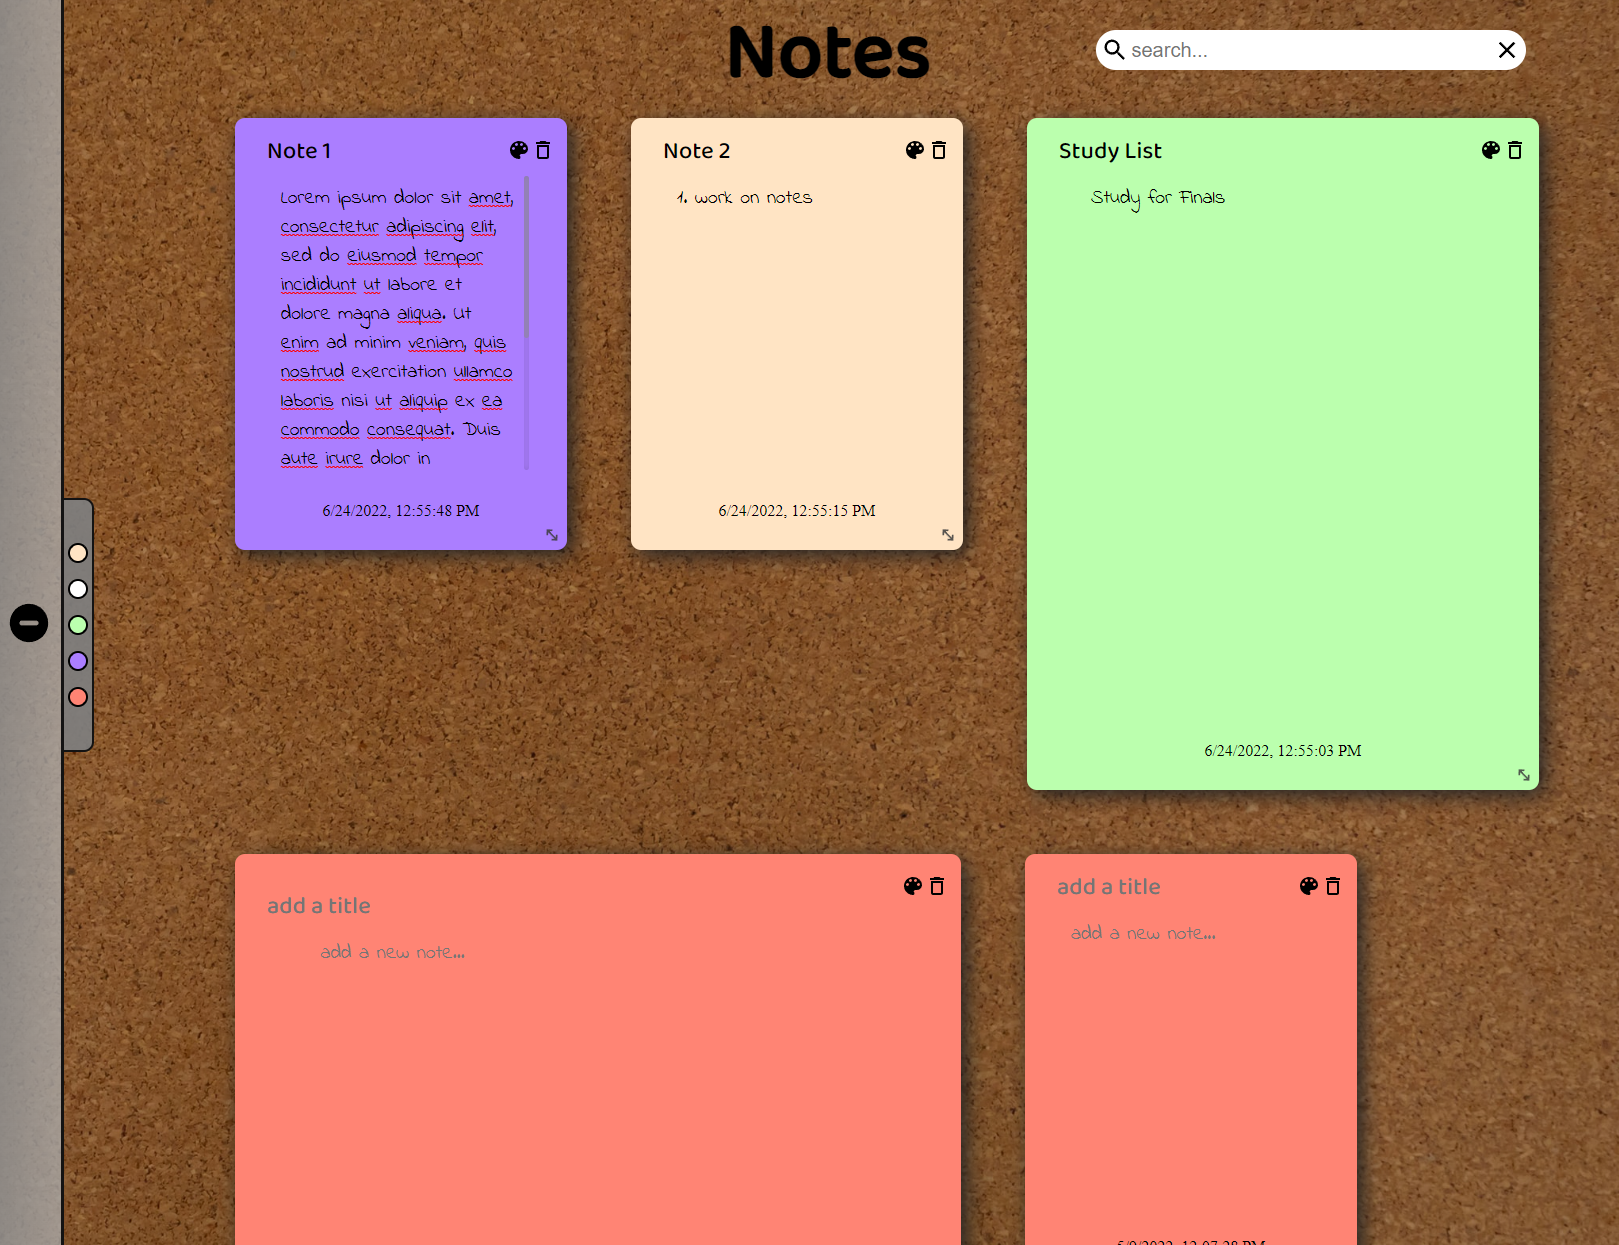 Notes
search...
Note 1
Lorem ipsum dolor sit amet,
consectetur adipiscing elit,
sed do eiusmod tempor
incididunt ut labore et
dolore magna aliqua. Ut
enim ad minim veniam, quis
nostrud exercitation ullamco
laboris nisi ut aliquip ex ea
commodo consequat. Duis
aute irure dolor in
6/24/2022, 12:55:48 PM
Note 2
1. work on notes
6/24/2022, 12:55:15 PM
Study List
Study for Finals
6/24/2022, 12:55:03 PM
add a title
add a new note...
add a title
add a new note...